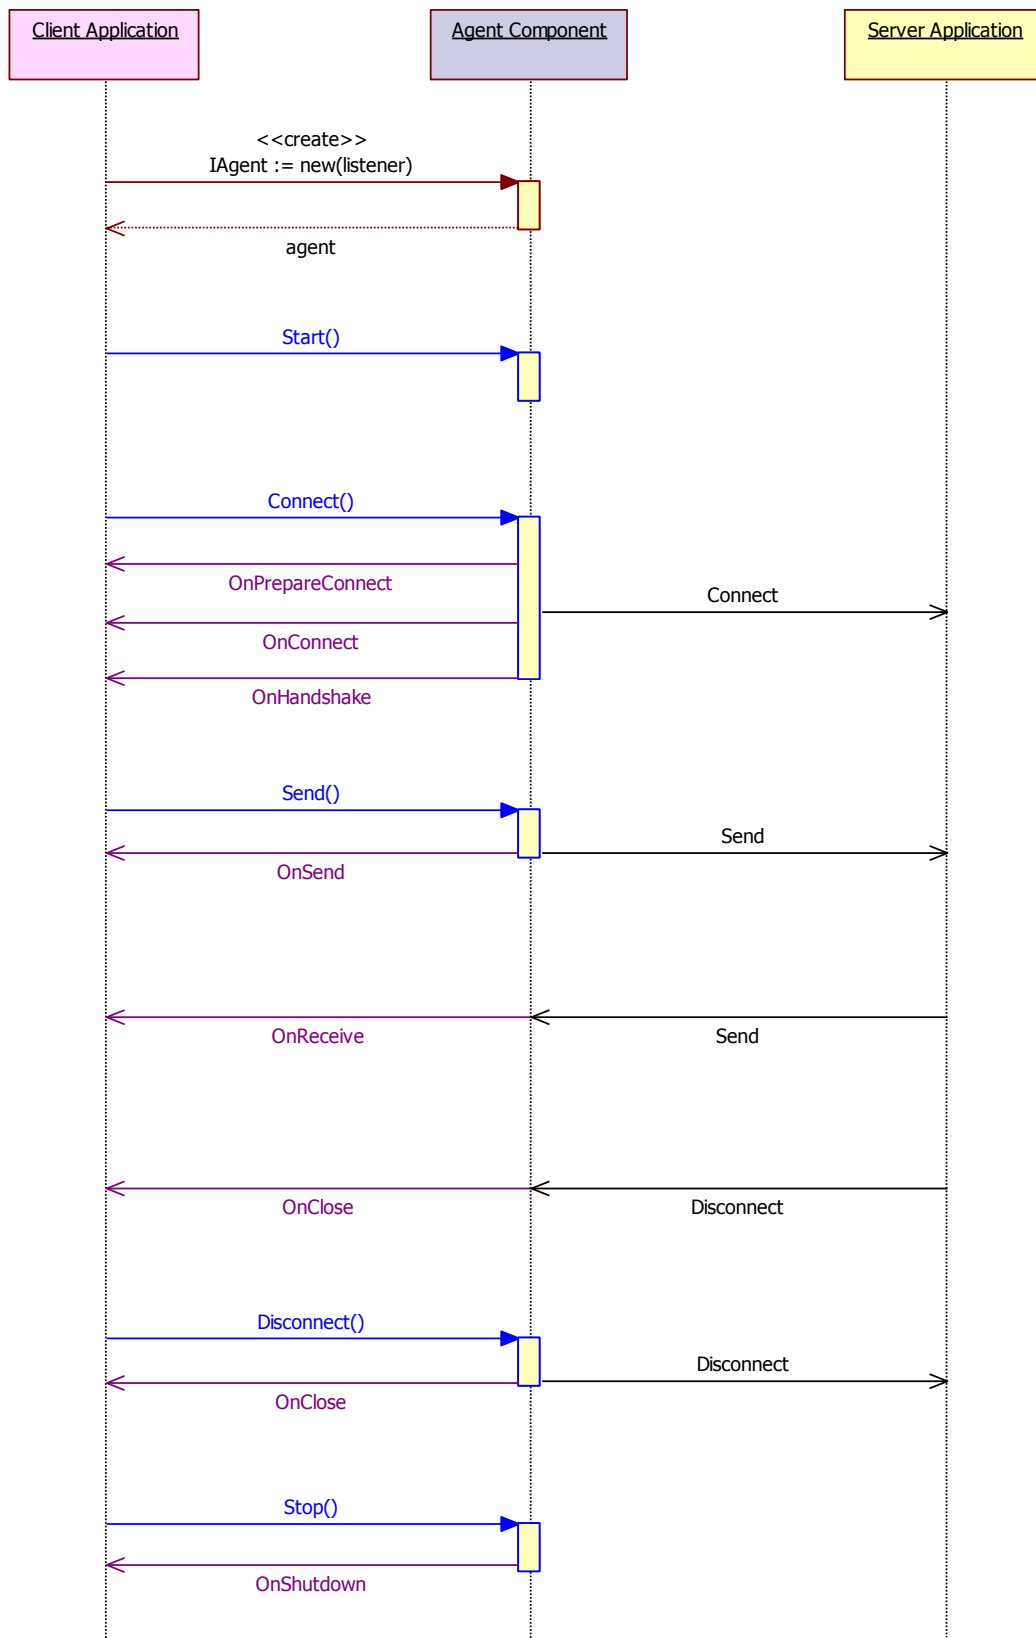 Client Application
Agent Component
Server Application
<<create>>
IAgent := new(listener)
agent
Start()
Connect()
OnPrepareConnect
Connect
OnConnect
OnHandshake
Send()
Send
OnSend
OnReceive
Send
OnClose
Disconnect
Disconnect()
Disconnect
OnClose
Stop()
OnShutdown